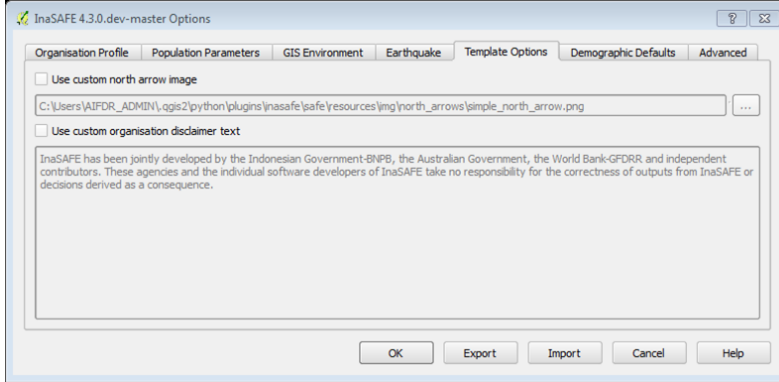 InaSAFE 4.3.0.dev-master Options
Organisation Profile Population Parameters GIS Environment Earthquake Template Options Demographic Defaults Advanced
Use custom north arrow image
C:\Users\AIFDR_ADMIN\.qgis2\python\plugins\inasafe\safe\resources\img\north_arrows\simple_north_arrow.png ...
Use custom organisation disclaimer text
InaSAFE has been jointly developed by the Indonesian Government-BNPB, the Australian Government, the World Bank-GFDRR and independent
contributors. These agencies and the individual software developers of InaSAFE take no responsibility for the correctness of outputs from InaSAFE or
decisions derived as a consequence.
OK Export Import Cancel Help